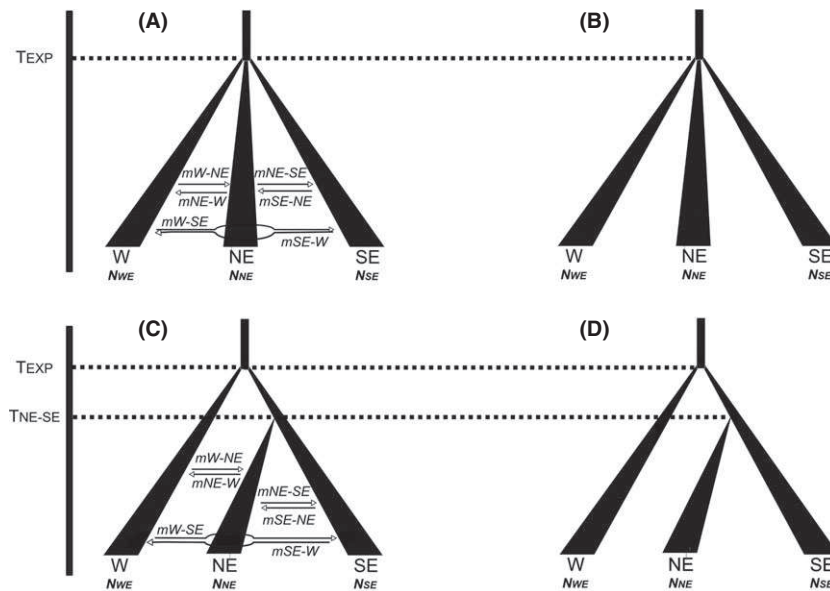 (A) (B)
TEXP
mW-NE mNE-SE
mNE-W mSE-NE
mW-SE
mSE-W
W NE SE W NE SE
NWE NNE NSE NWE NNE NSE
(C) (D)
TEXP
TNE-SE
mW-NE
mNE-W mNE-SE
mSE-NE
mW-SE
mSE-W
W NE SE W NE SE
NWE NNE NSE NWE NNE NSE